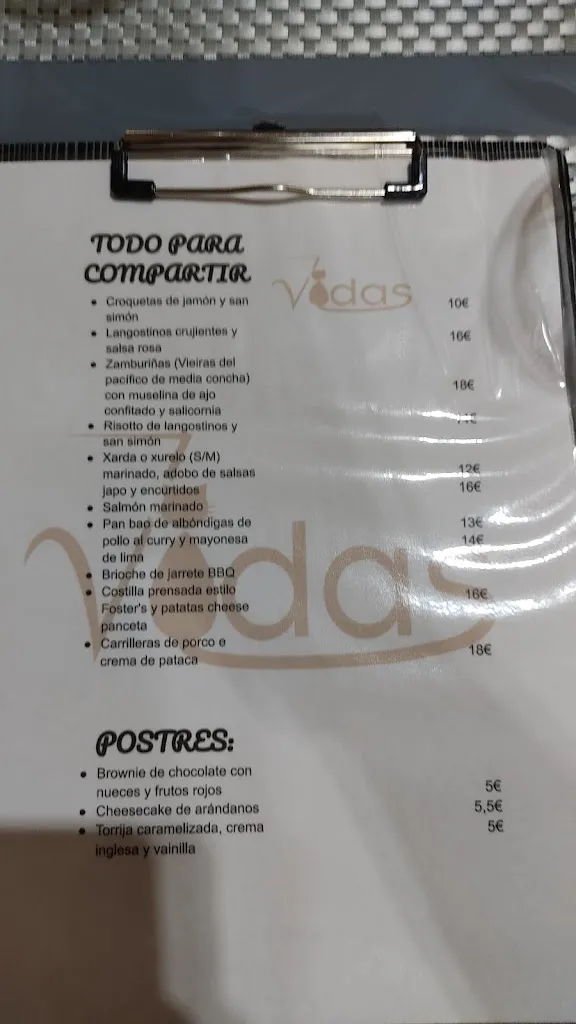 TODO PARA
COMPARTIR
Vidas
Croquetas de jamón y san 10€
simón
Langostinos crujientes y 16€
salsa rosa
Zamburiñas (Vieiras del
pacífico de media concha) 18€
con muselina de ajo
confitado y salicornia
Risotto de langostinos y
san simón
Xarda o xurelo (S/M) 12€
marinado, adobo de salsas
japo y encurtidos 16€
Salmón marinado
Pan bao de albóndigas de 13€
pollo al curry y mayonesa 14€
de lima
Brioche de jarrete BBQ
Costilla prensada estilo 16€
Foster's y patatas cheese
panceta
Carrilleras de porco e 18€
crema de pataca
Vidas
POSTRES:
Brownie de chocolate con
nueces y frutos rojos 5€
Cheesecake de arándanos 5,5€
Torrija caramelizada, crema 5€
inglesa y vainilla